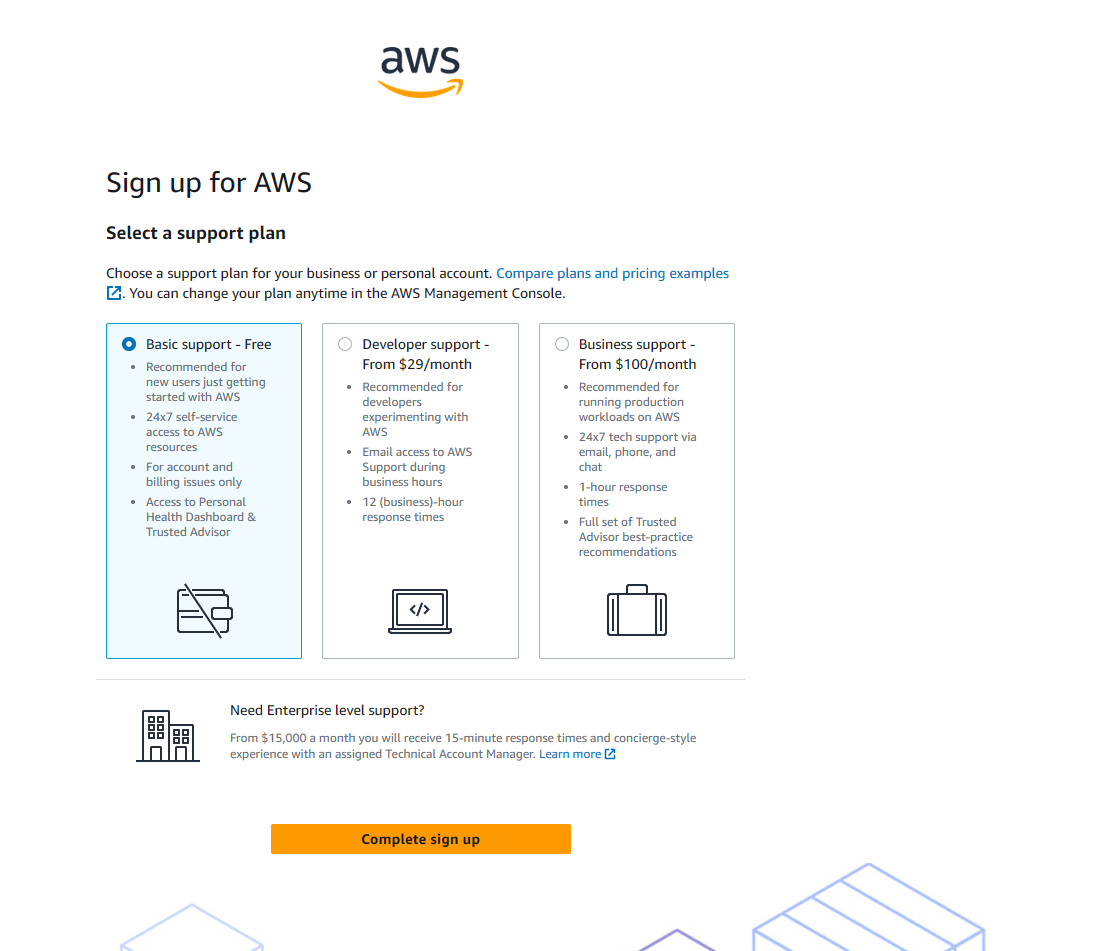 aws
Sign up for AWS
Select a support plan
Choose a support plan for your business or personal account. Compare plans and pricing examples
. You can change your plan anytime in the AWS Management Console.
Basic support - Free
Recommended for
new users just getting
started with AWS
24x7 self-service
access to AWS
resources
For account and
billing issues only
Access to Personal
Health Dashboard &
Trusted Advisor
Developer support -
From $29/month
Recommended for
developers
experimenting with
AWS
Email access to AWS
Support during
business hours
12 (business)-hour
response times
</>
Business support -
From $100/month
Recommended for
running production
workloads on AWS
24x7 tech support via
email, phone, and
chat
1-hour response
times
Full set of Trusted
Advisor best-practice
recommendations
Need Enterprise level support?
From $15,000 a month you will receive 15-minute response times and concierge-style
experience with an assigned Technical Account Manager. Learn more
Complete sign up